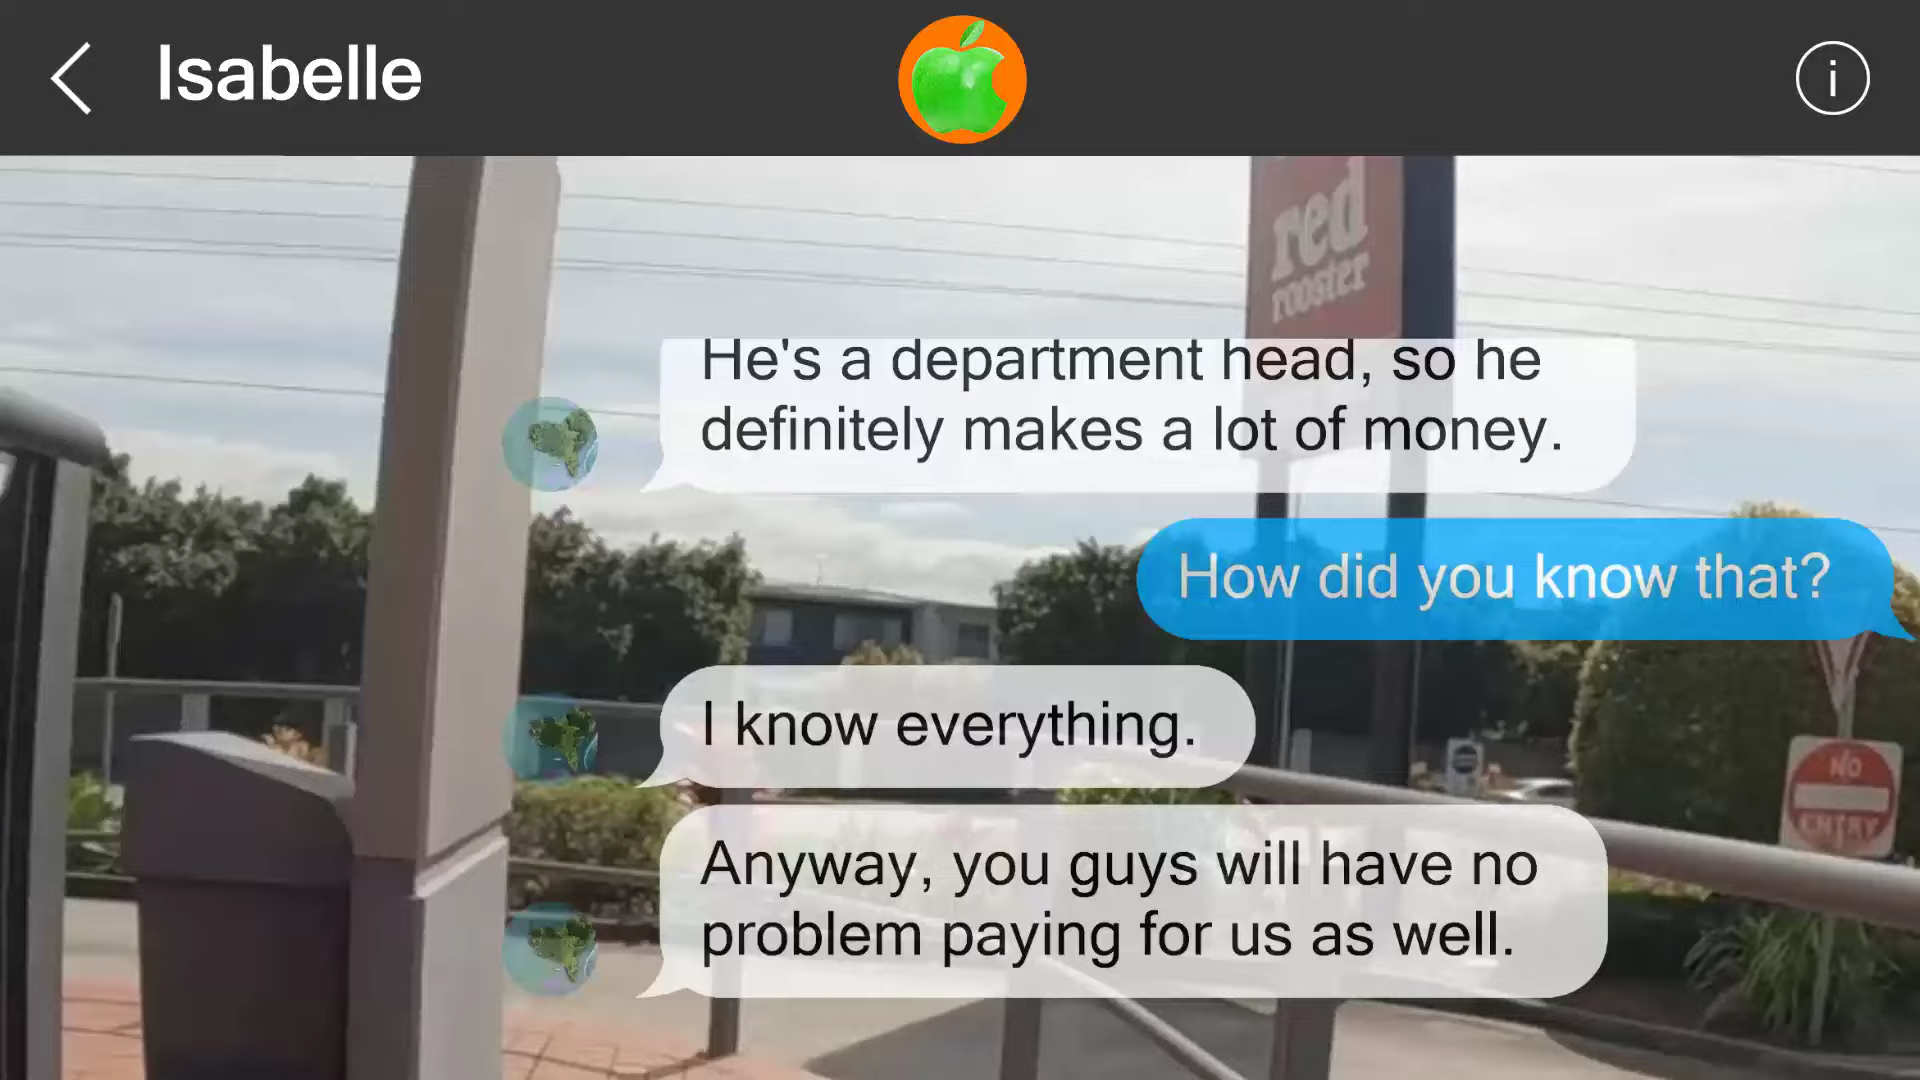 Isabelle
i
red
rooster
He's a department head, so he
definitely makes a lot of money.
How did you know that?
I know everything.
Anyway, you guys will have no
problem paying for us as well.
NO
ENTRY